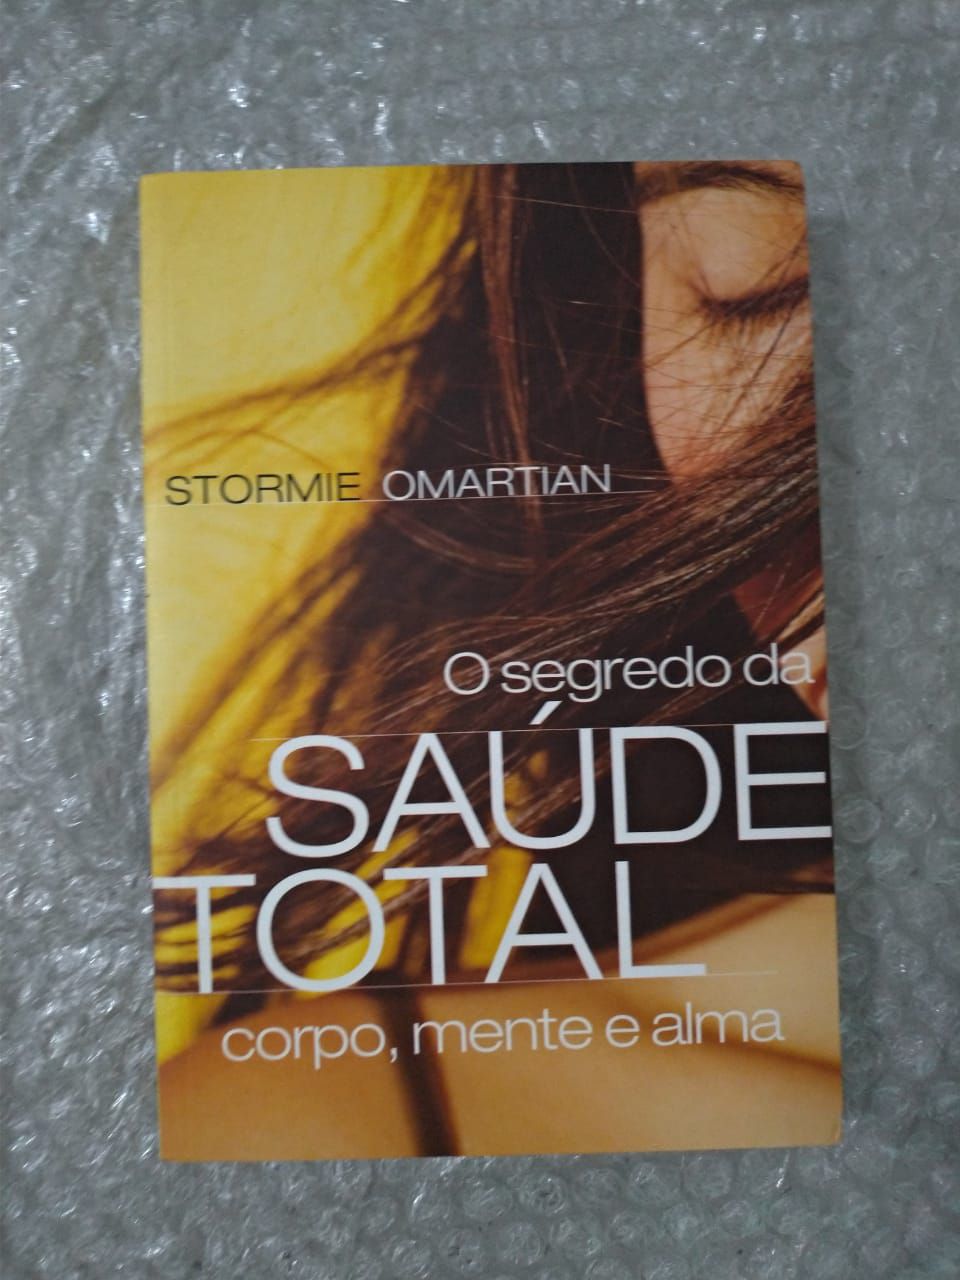 STORMIE OMARTIAN
O segredo da
SAÚDE
TOTAL
corpo, mente e alma